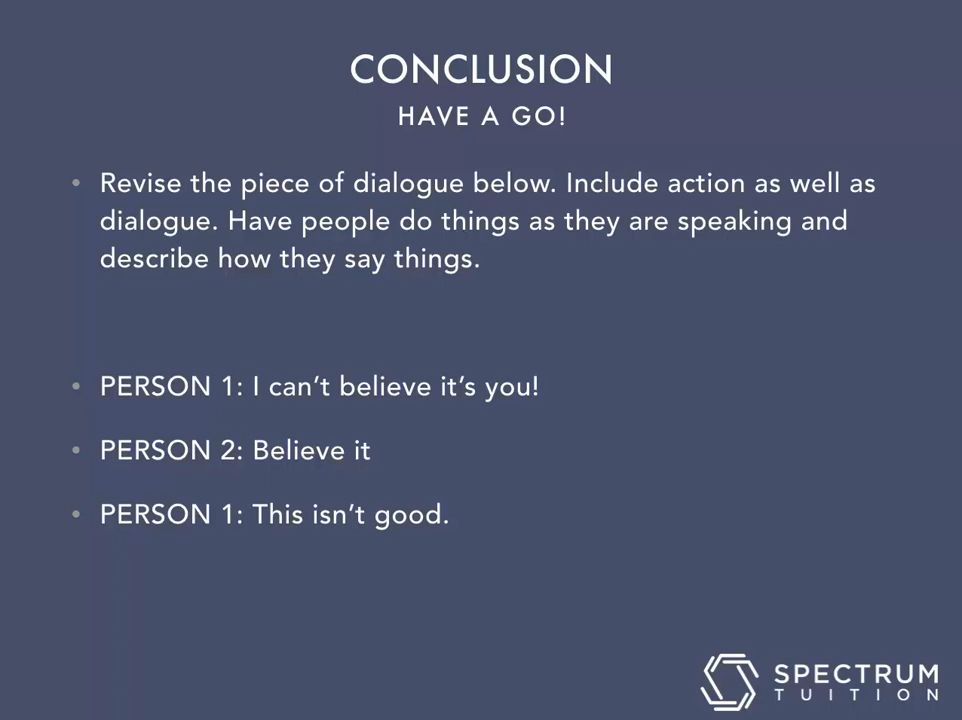 CONCLUSION
HAVE A GO!
• Revise the piece of dialogue below. Include action as well as
dialogue. Have people do things as they are speaking and
describe how they say things.
• PERSON 1: I can’t believe it’s you!
• PERSON 2: Believe it
• PERSON 1: This isn’t good.
SPECTRUM
TUITION